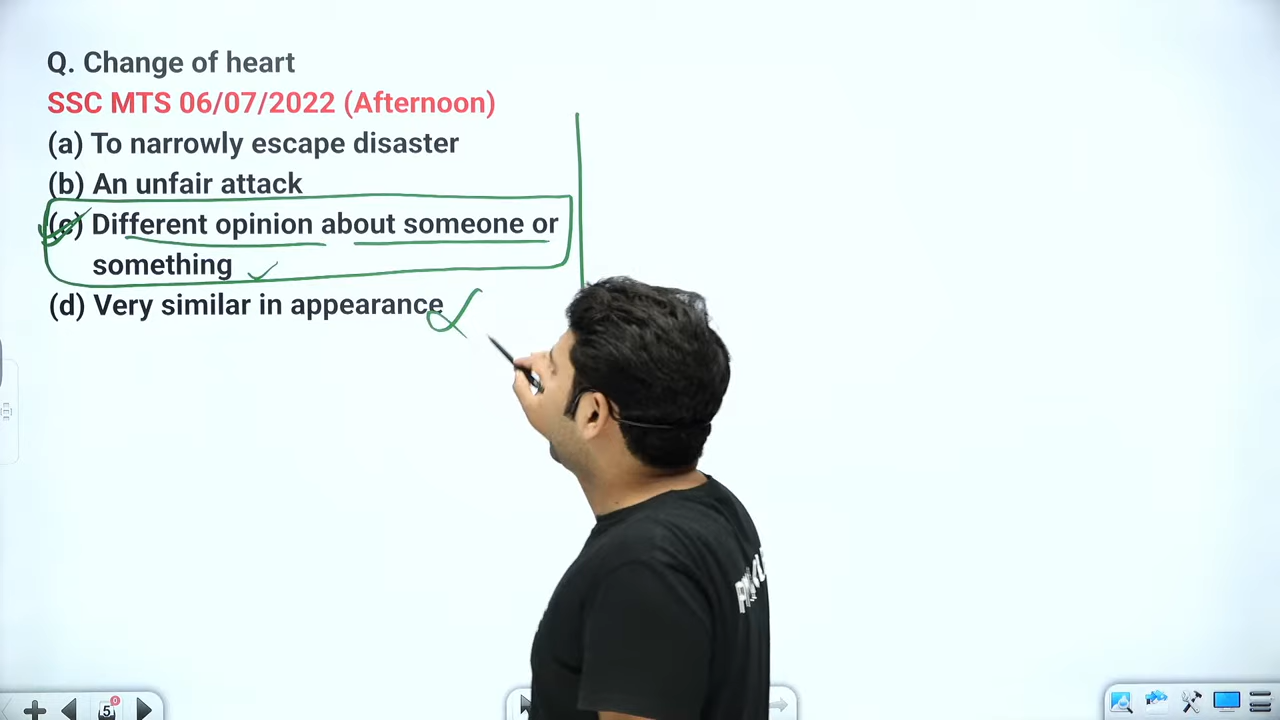 Q. Change of heart
SSC MTS 06/07/2022 (Afternoon)
(a) To narrowly escape disaster
(b) An unfair attack
(c) Different opinion about someone or
something
(d) Very similar in appearance
5
0